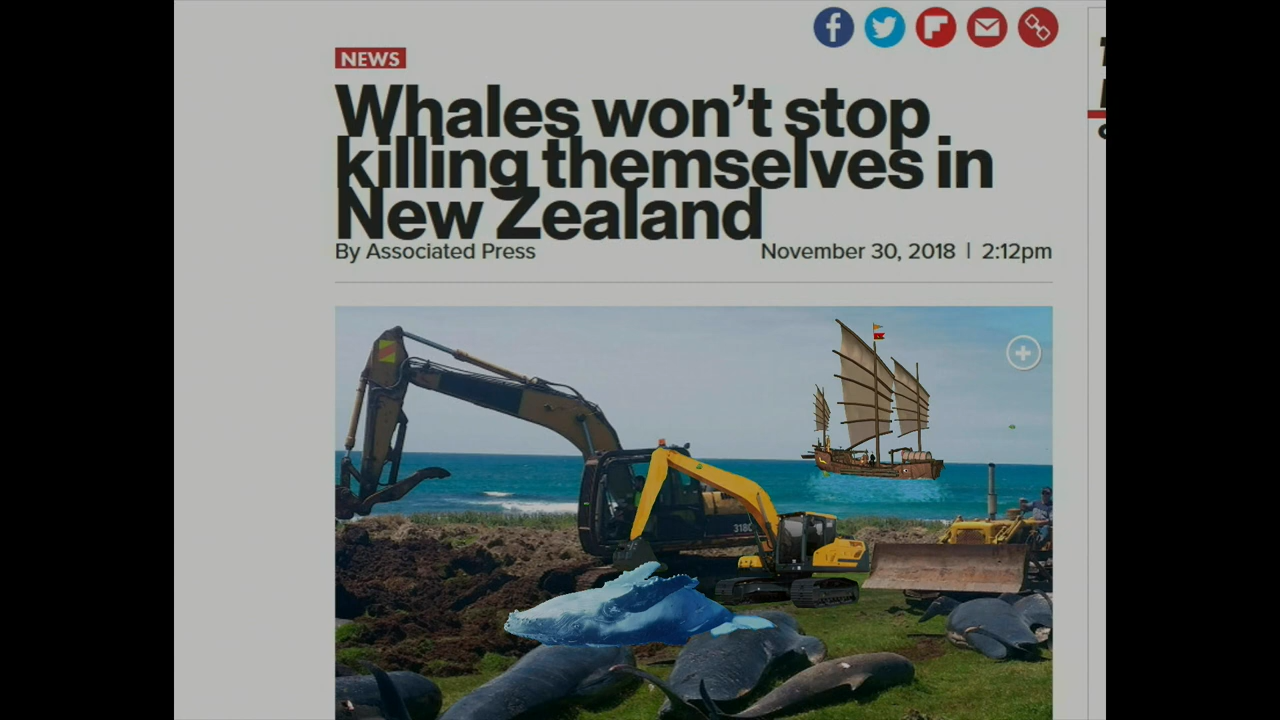 NEWS
Whales won't stop
killing themselves in
New Zealand
By Associated Press
November 30, 2018 | 2:12pm
318C